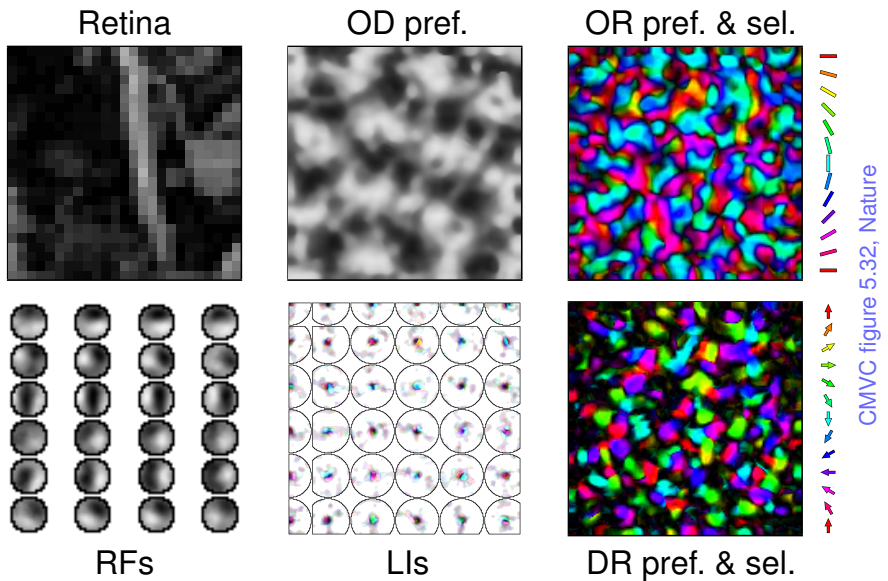 Retina
OD pref.
OR pref. & sel.
RFs
LIs
DR pref. & sel.
CMVC figure 5.32, Nature